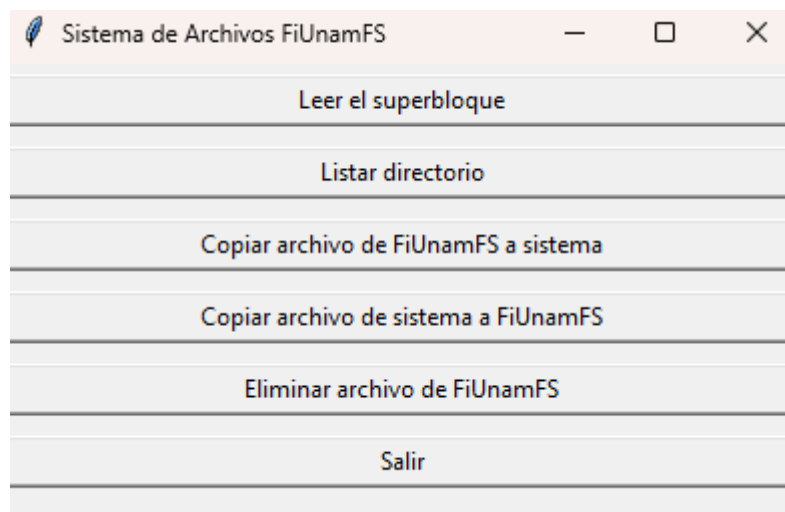 Sistema de Archivos FiUnamFS
Leer el superbloque
Listar directorio
Copiar archivo de FiUnamFS a sistema
Copiar archivo de sistema a FiUnamFS
Eliminar archivo de FiUnamFS
Salir